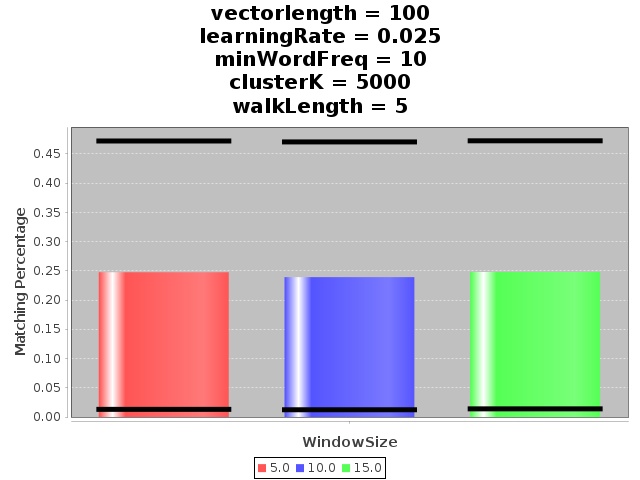 vectorlength = 100
learningRate = 0.025
minWordFreq = 10
clusterK = 5000
walkLength = 5
Matching Percentage
0.45
0.40
0.35
0.30
0.25
0.20
0.15
0.10
0.05
0.00
WindowSize
5.0 10.0 15.0